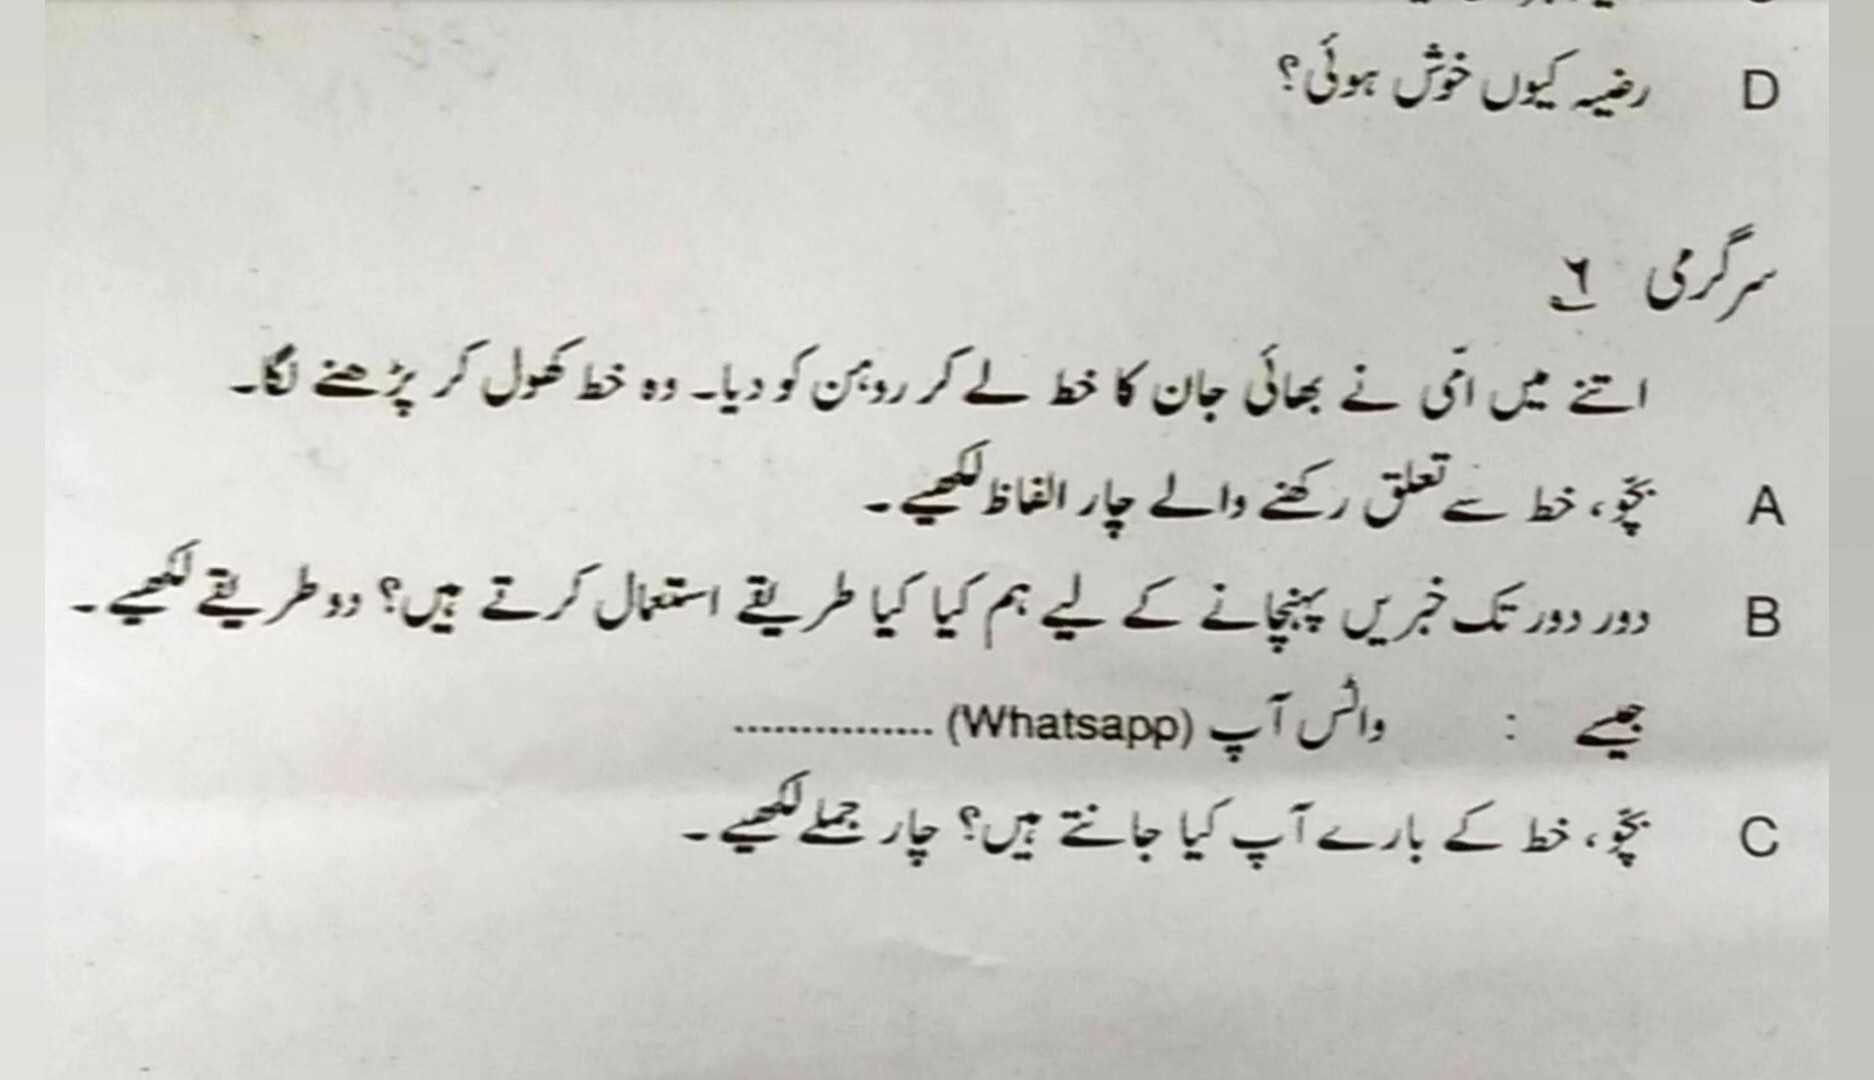 D رضیہ کیوں خوش ہوئی؟
سرگرمی ۶
اتنے میں امّی نے بھائی جان کا خط لے کر روہن کو دیا۔ وہ خط کھول کر پڑھنے لگا۔
A بچّو، خط سے تعلق رکھنے والے چار الفاظ لکھیے۔
B دور دور تک خبریں پہنچانے کے لیے ہم کیا کیا طریقے استعمال کرتے ہیں؟ دو طریقے لکھیے۔
جیسے : واٹس آپ (Whatsapp) ...............
C بچّو، خط کے بارے آپ کیا جانتے ہیں؟ چار جملے لکھیے۔